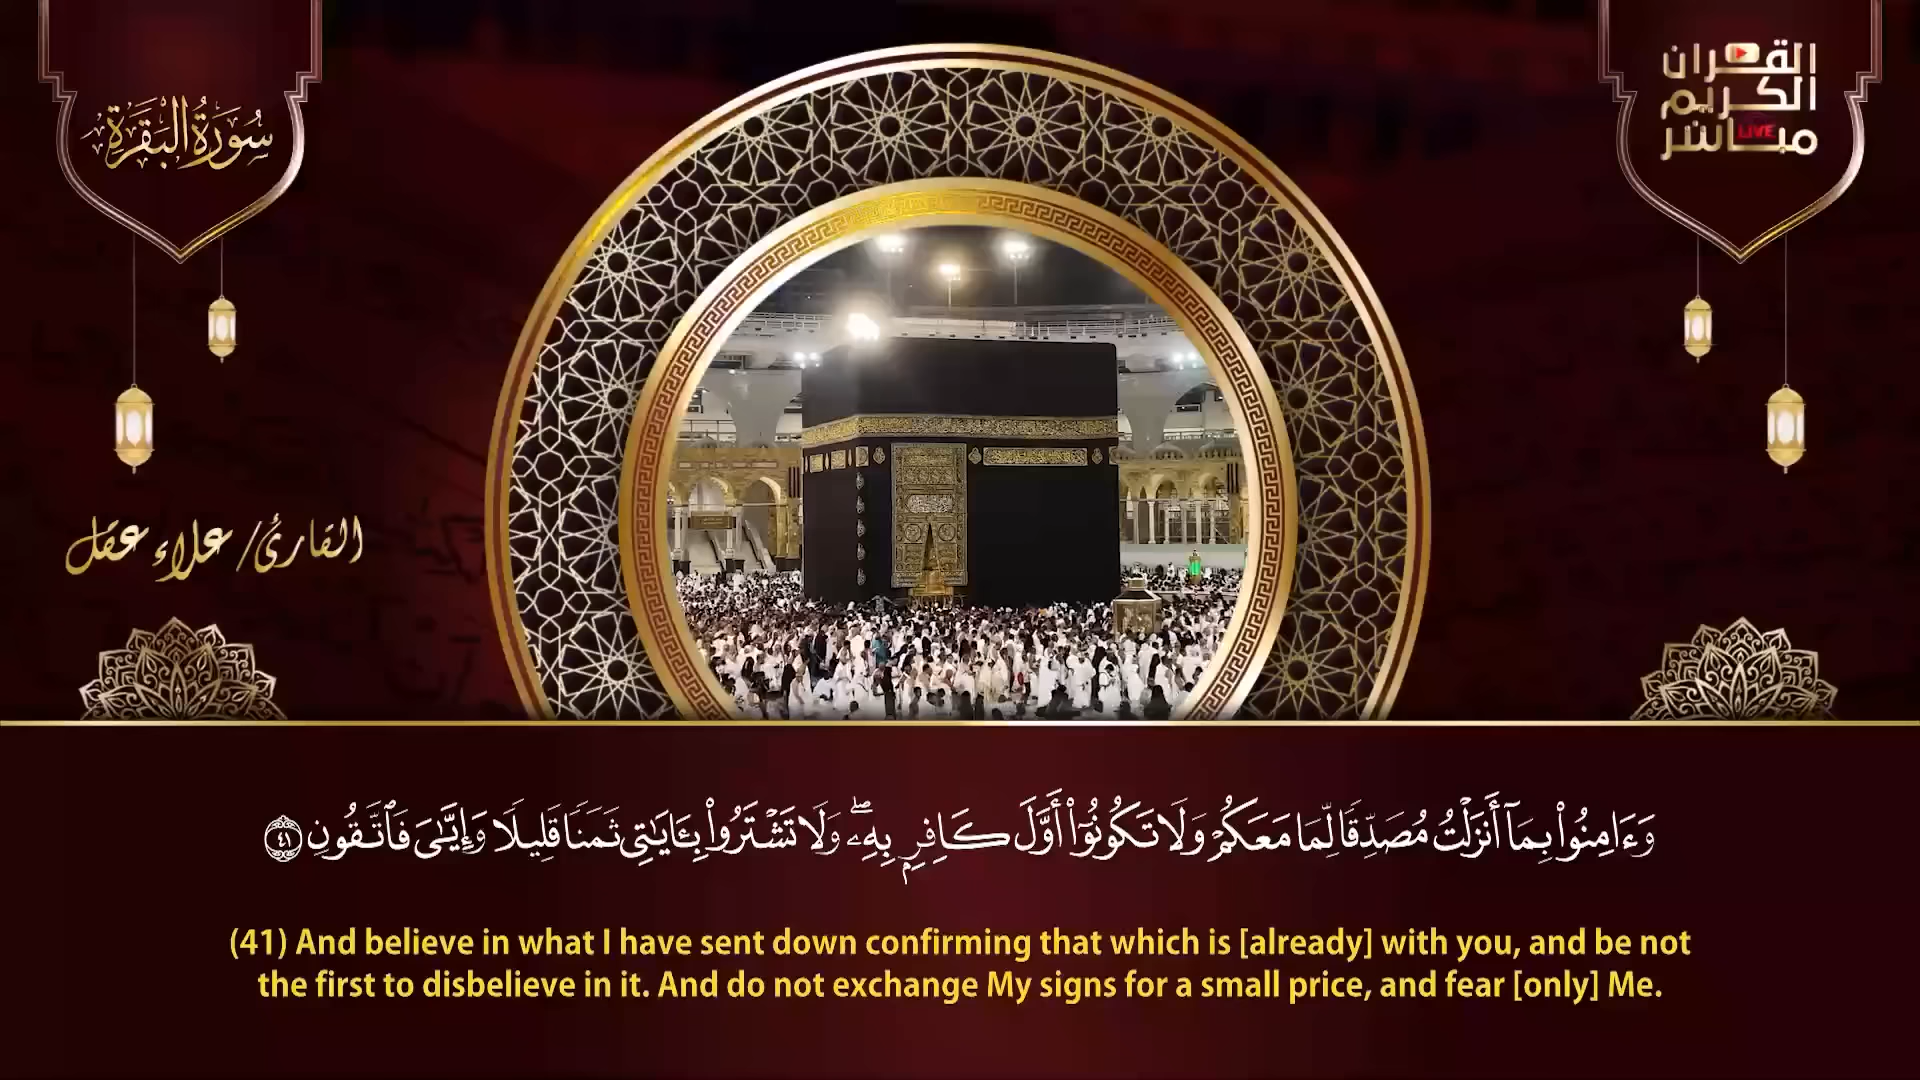 سُورَةُ الْبَقَرَةِ
القران
الكريم
مباشر
LIVE
القارئ/ علاء عقل
وَءَامِنُوا۟ بِمَآ أَنزَلْتُ مُصَدِّقًا لِّمَا مَعَكُمْ وَلَا تَكُونُوٓا۟ أَوَّلَ كَافِرٍۭ بِهِۦ ۖ وَلَا تَشْتَرُوا۟ بِـَٔايَـٰتِى ثَمَنًا قَلِيلًا وَإِيَّـٰىَ فَٱتَّقُونِ ٤١
(41) And believe in what I have sent down confirming that which is [already] with you, and be not
the first to disbelieve in it. And do not exchange My signs for a small price, and fear [only] Me.